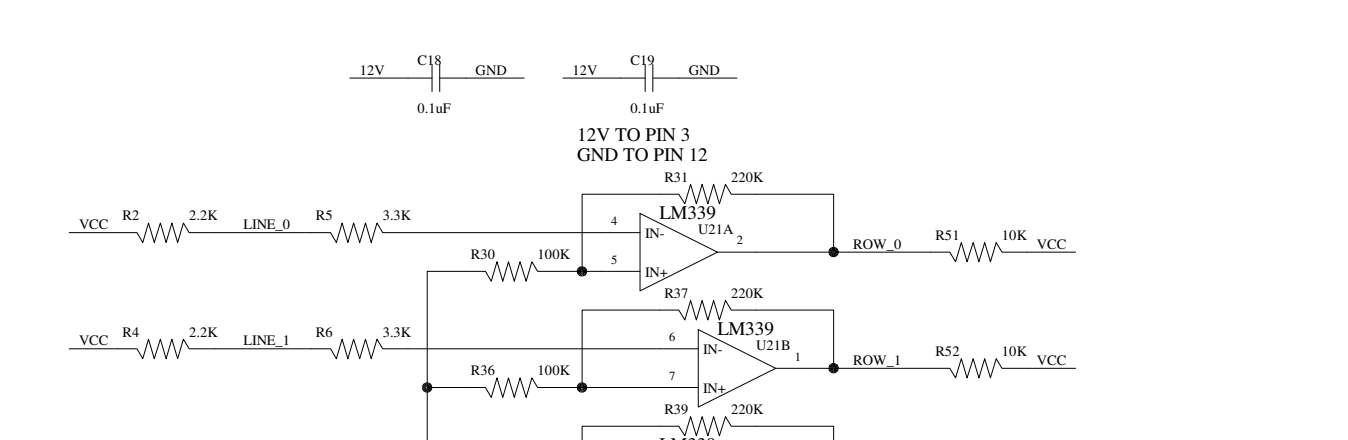 C18 C19
12V GND 12V GND
0.1uF 0.1uF
12V TO PIN 3
GND TO PIN 12
R31 220K
LM339
R2 2.2K R5 3.3K 4
VCC LINE_0 IN- U21A 2
R51 10K
ROW_0 VCC
R30 100K 5
IN+
R37 220K
LM339
R4 2.2K R6 3.3K 6
VCC LINE_1 IN- U21B 1
R52 10K
ROW_1 VCC
R36 100K 7
IN+
R39 220K